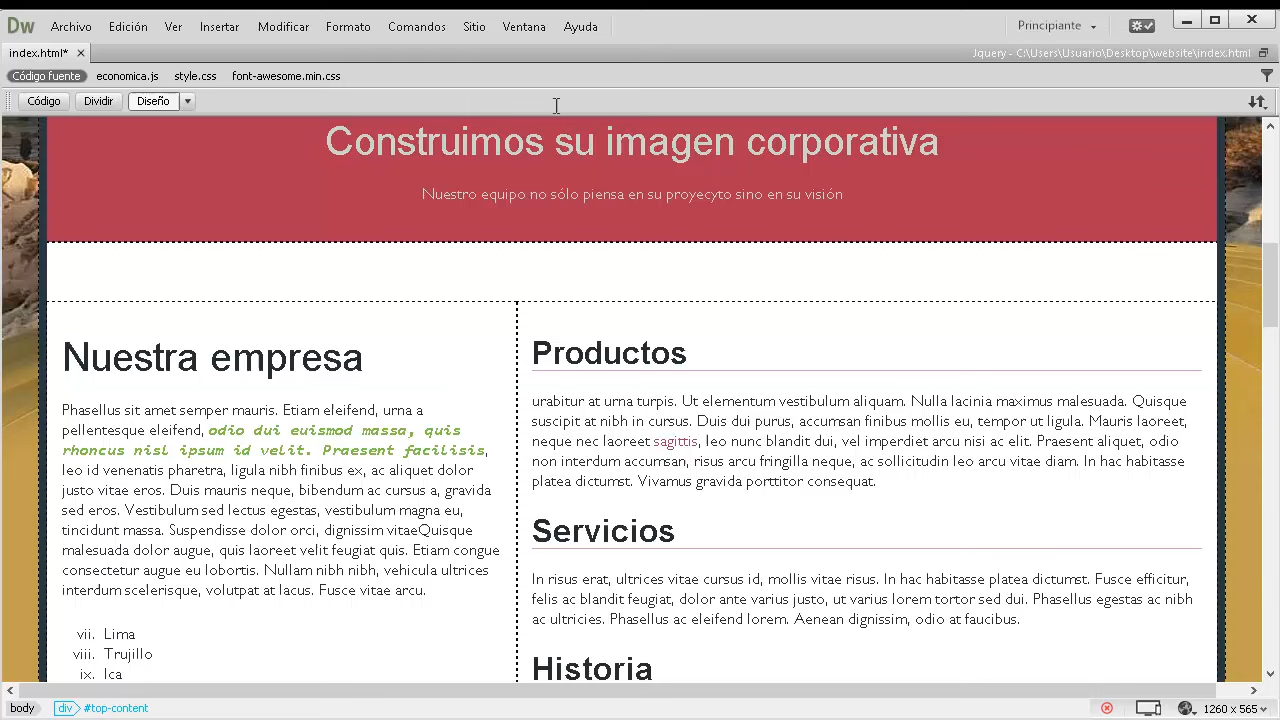 Dw Archivo Edición Ver Insertar Modificar Formato Comandos Sitio Ventana Ayuda Principiante
index.html* Jquery - C:\Users\Usuario\Desktop\website\index.html
Código fuente economica.js style.css font-awesome.min.css
Código Dividir Diseño
Construimos su imagen corporativa
Nuestro equipo no sólo piensa en su proyecyto sino en su visión
Nuestra empresa
Phasellus sit amet semper mauris. Etiam eleifend, urna a
pellentesque eleifend, odio dui euismod massa, quis
rhoncus nisl ipsum id velit. Praesent facilisis,
leo id venenatis pharetra, ligula nibh finibus ex, ac aliquet dolor
justo vitae eros. Duis mauris neque, bibendum ac cursus a, gravida
sed eros. Vestibulum sed lectus egestas, vestibulum magna eu,
tincidunt massa. Suspendisse dolor orci, dignissim vitaeQuisque
malesuada dolor augue, quis laoreet velit feugiat quis. Etiam congue
consectetur augue eu lobortis. Nullam nibh nibh, vehicula ultrices
interdum scelerisque, volutpat at lacus. Fusce vitae arcu.
vii. Lima
viii. Trujillo
ix. Ica
Productos
urabitur at urna turpis. Ut elementum vestibulum aliquam. Nulla lacinia maximus malesuada. Quisque
suscipit at nibh in cursus. Duis dui purus, accumsan finibus mollis eu, tempor ut ligula. Mauris laoreet,
neque nec laoreet sagittis, leo nunc blandit dui, vel imperdiet arcu nisi ac elit. Praesent aliquet, odio
non interdum accumsan, risus arcu fringilla neque, ac sollicitudin leo arcu vitae diam. In hac habitasse
platea dictumst. Vivamus gravida porttitor consequat.
Servicios
In risus erat, ultrices vitae cursus id, mollis vitae risus. In hac habitasse platea dictumst. Fusce efficitur,
felis ac blandit feugiat, dolor ante varius justo, ut varius lorem tortor sed dui. Phasellus egestas ac nibh
ac ultricies. Phasellus ac eleifend lorem. Aenean dignissim, odio at faucibus.
Historia
body div #top-content 1260 x 565